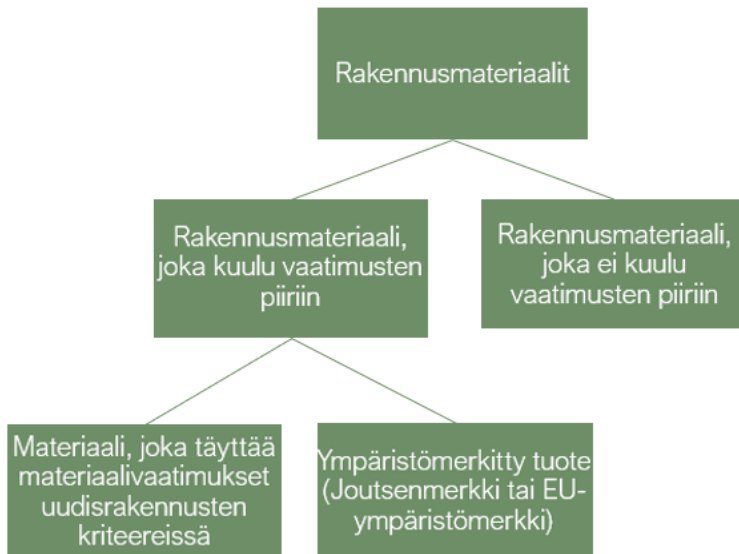 Rakennusmateriaalit
Rakennusmateriaali,
joka kuulu vaatimusten
piiriin
Rakennusmateriaali,
joka ei kuulu
vaatimusten piiriin
Materiaali, joka täyttää
materiaalivaatimukset
uudisrakennusten
kriteereissä
Ympäristömerkitty tuote
(Joutsenmerkki tai EU-
ympäristömerkki)